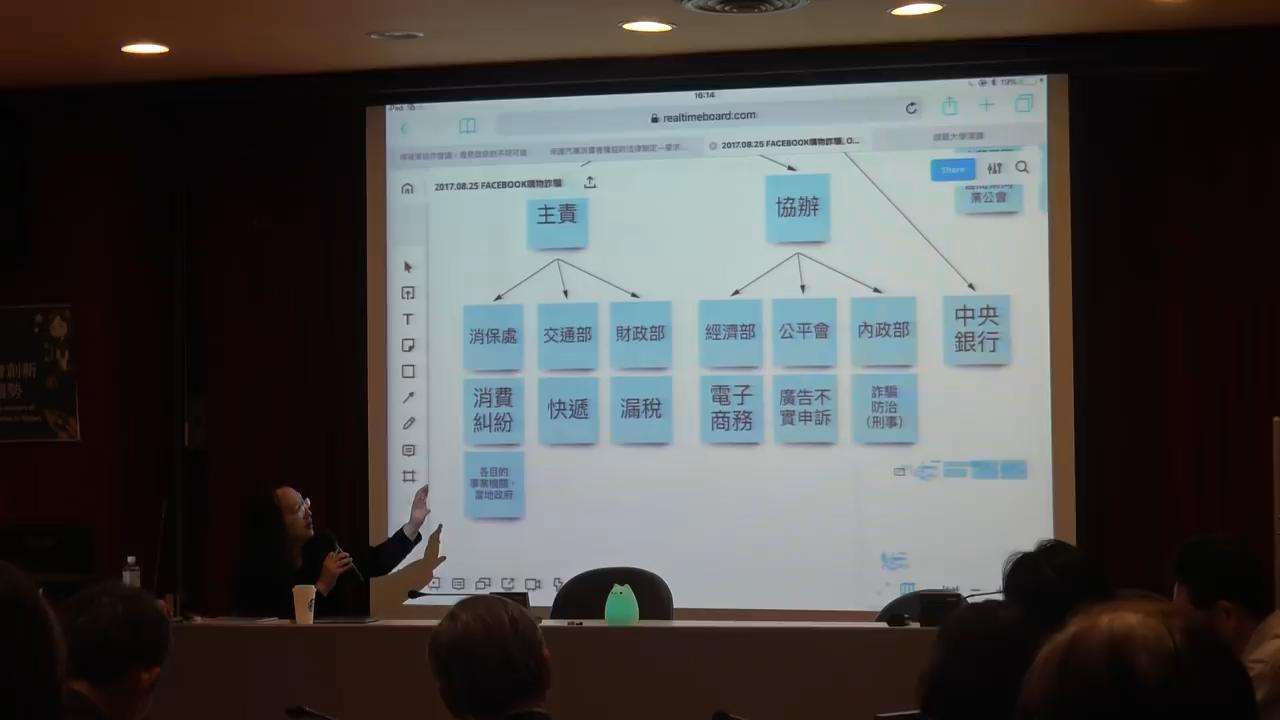 iPad
16:14
19%
realtimeboard.com
2017.08.25 FACEBOOK購物詐騙, O...
Share
2017.08.25 FACEBOOK購物詐騙
業公會
主責
協辦
消保處
交通部
財政部
經濟部
公平會
內政部
中央
銀行
消費
糾紛
快遞
漏稅
電子
商務
廣告不
實申訴
詐騙
防治
(刑事)
各目的
事業機關，
當地政府